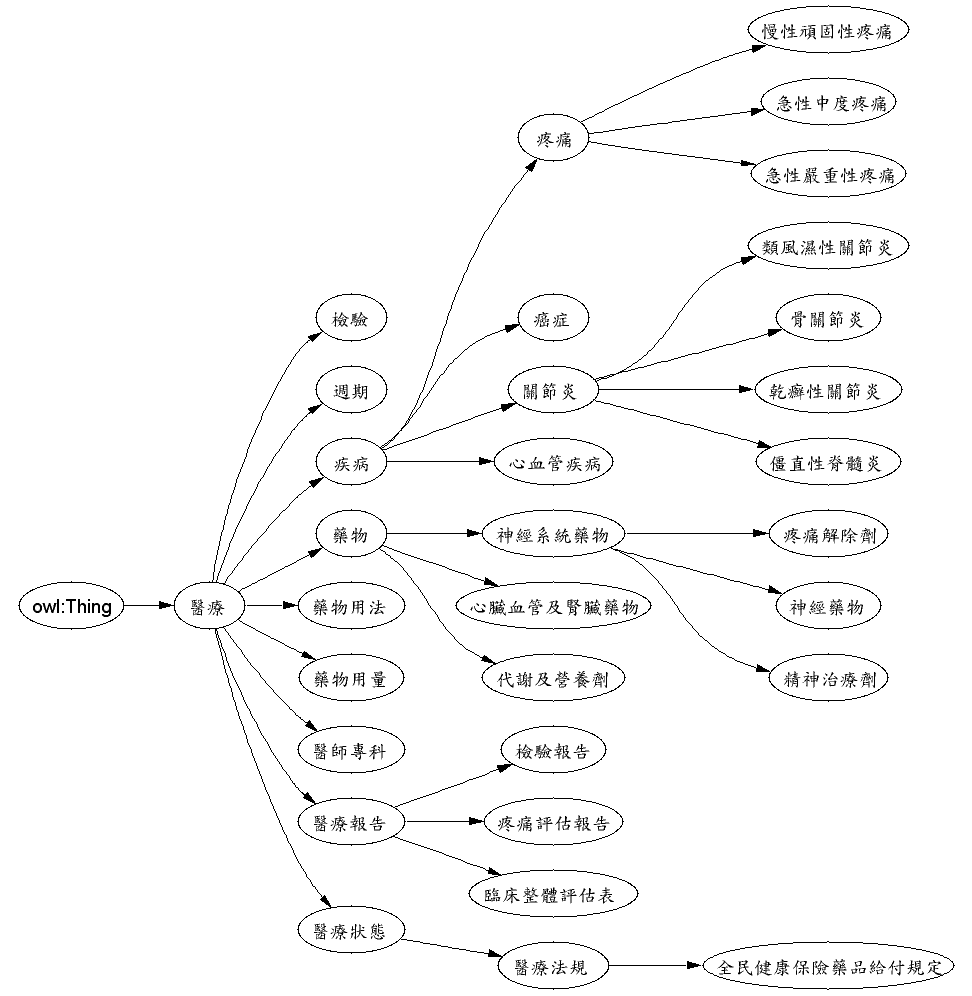 慢性頑固性疼痛
急性中度疼痛
疼痛
急性嚴重性疼痛
類風濕性關節炎
檢驗
癌症
骨關節炎
週期
關節炎
乾癬性關節炎
疾病
心血管疾病
僵直性脊髓炎
藥物
神經系統藥物
疼痛解除劑
owl:Thing
醫療
藥物用法
心臟血管及腎臟藥物
神經藥物
藥物用量
代謝及營養劑
精神治療劑
醫師專科
檢驗報告
醫療報告
疼痛評估報告
臨床整體評估表
醫療狀態
醫療法規
全民健康保險藥品給付規定